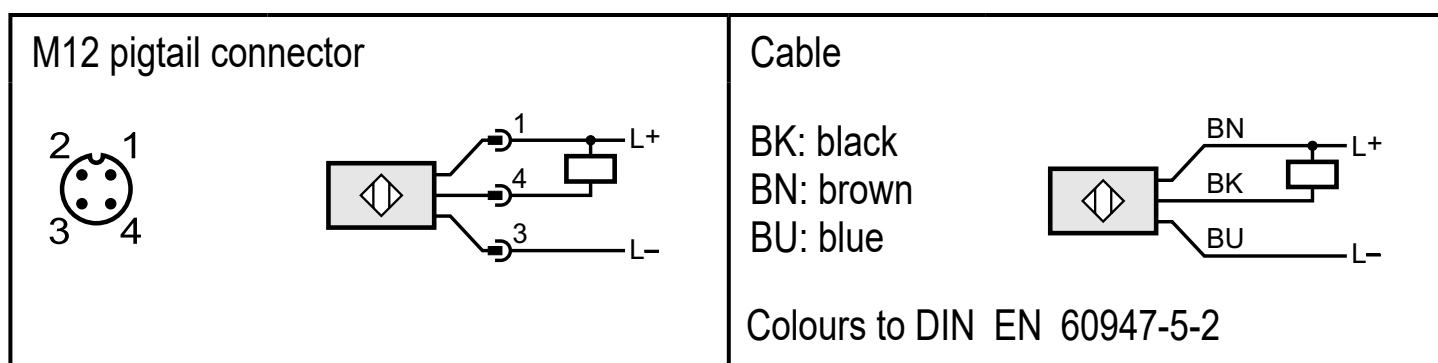 M12 pigtail connector
2 1
3 4
1
L+
4
3
L–
Cable
BK: black
BN: brown
BU: blue
BN
L+
BK
BU
L–
Colours to DIN EN 60947-5-2